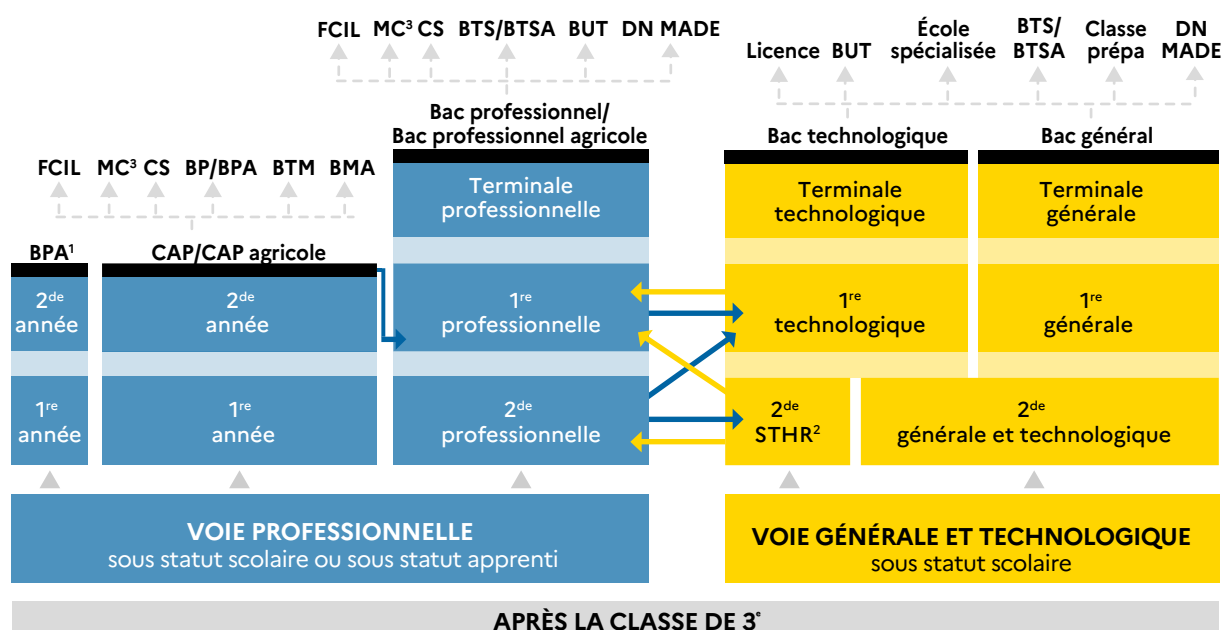 FCIL MC³ CS BTS/BTSA BUT DN MADE
Licence BUT
École
spécialisée
BTS/
BTSA
Classe
prépa
DN
MADE
Bac professionnel/
Bac professionnel agricole
Bac technologique
Bac général
FCIL MC³ CS BP/BPA BTM BMA
Terminale
professionnelle
Terminale
technologique
Terminale
générale
BPA¹
CAP/CAP agricole
2de
année
2de
année
1re
professionnelle
1re
technologique
1re
générale
1re
année
1re
année
2de
professionnelle
2de
STHR²
2de
générale et technologique
VOIE PROFESSIONNELLE
sous statut scolaire ou sous statut apprenti
VOIE GÉNÉRALE ET TECHNOLOGIQUE
sous statut scolaire
APRÈS LA CLASSE DE 3e